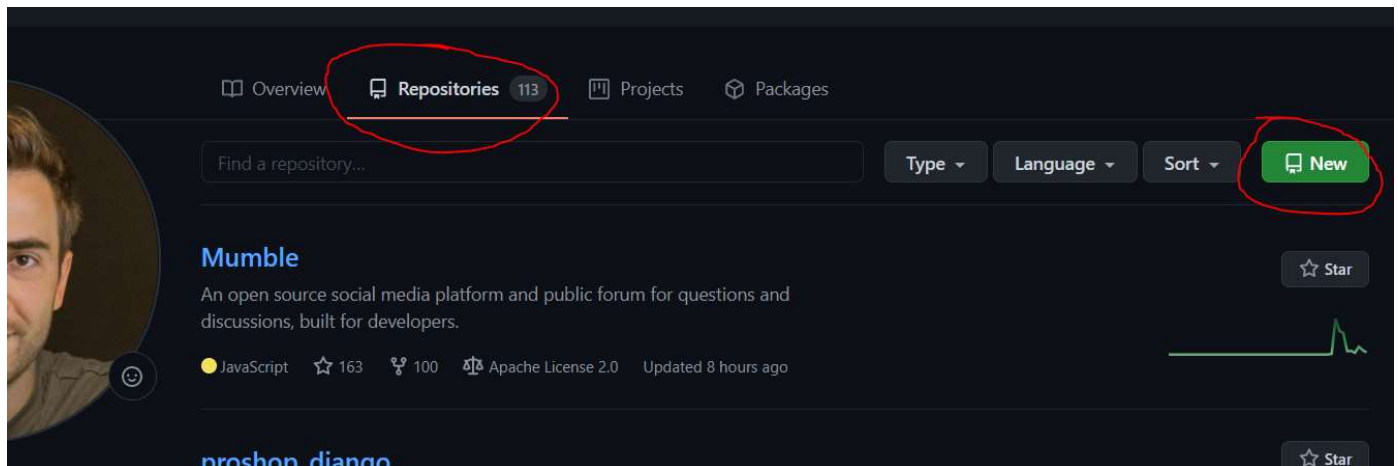 Overview Repositories 113 Projects Packages
Find a repository... Type Language Sort New
Mumble
Star
An open source social media platform and public forum for questions and
discussions, built for developers.
JavaScript 163 100 Apache License 2.0 Updated 8 hours ago
proshop_django
Star